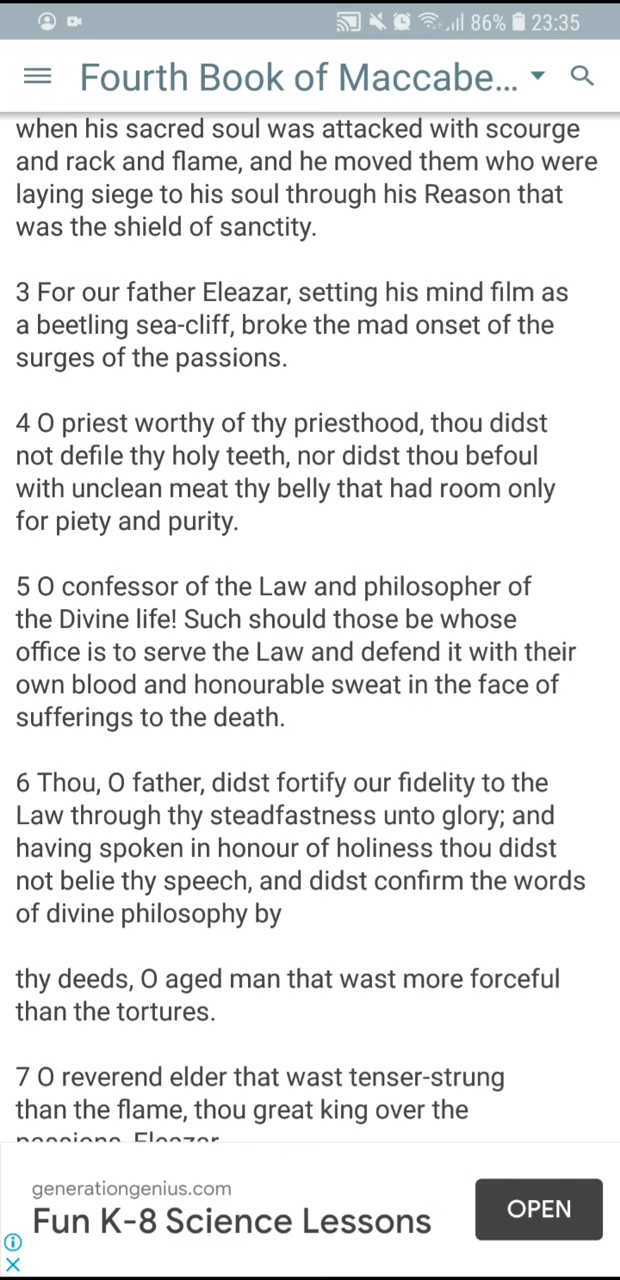 86% 23:35
Fourth Book of Maccabe...
when his sacred soul was attacked with scourge
and rack and flame, and he moved them who were
laying siege to his soul through his Reason that
was the shield of sanctity.
3 For our father Eleazar, setting his mind film as
a beetling sea-cliff, broke the mad onset of the
surges of the passions.
4 O priest worthy of thy priesthood, thou didst
not defile thy holy teeth, nor didst thou befoul
with unclean meat thy belly that had room only
for piety and purity.
5 O confessor of the Law and philosopher of
the Divine life! Such should those be whose
office is to serve the Law and defend it with their
own blood and honourable sweat in the face of
sufferings to the death.
6 Thou, O father, didst fortify our fidelity to the
Law through thy steadfastness unto glory; and
having spoken in honour of holiness thou didst
not belie thy speech, and didst confirm the words
of divine philosophy by
thy deeds, O aged man that wast more forceful
than the tortures.
7 O reverend elder that wast tenser-strung
than the flame, thou great king over the
passions, Eleazar
generationgenius.com
Fun K-8 Science Lessons
OPEN